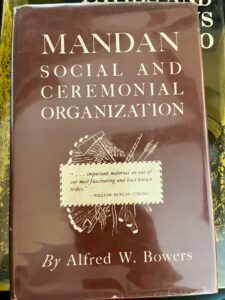 MANDAN
SOCIAL AND
CEREMONIAL
ORGANIZATION
". . . important material on one of
our most fascinating and least-known
tribes."
—WILLIAM DUNCAN STRONG
By Alfred W. Bowers